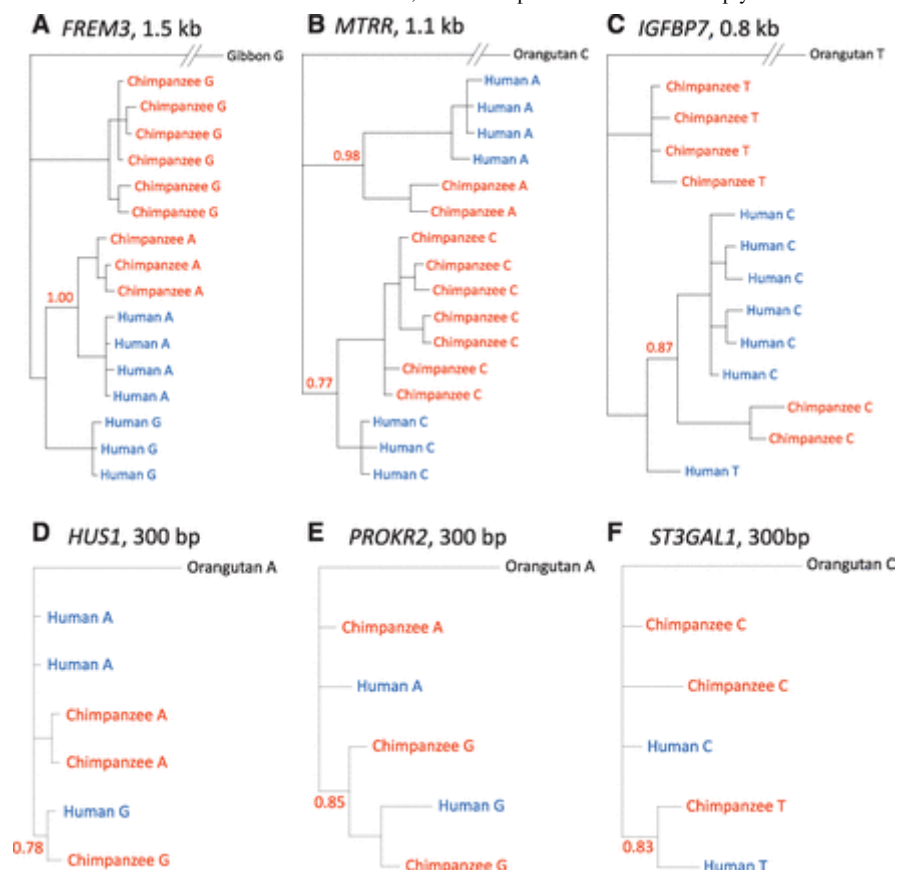 A FREM3, 1.5 kb
Gibbon G
Chimpanzee G
Chimpanzee G
Chimpanzee G
Chimpanzee G
Chimpanzee G
Chimpanzee G
Chimpanzee A
Chimpanzee A
Chimpanzee A
1.00
Human A
Human A
Human A
Human A
Human G
Human G
Human G
B MTRR, 1.1 kb
Orangutan C
Human A
Human A
Human A
Human A
0.98
Chimpanzee A
Chimpanzee A
Chimpanzee C
Chimpanzee C
Chimpanzee C
Chimpanzee C
Chimpanzee C
Chimpanzee C
0.77
Chimpanzee C
Human C
Human C
Human C
C IGFBP7, 0.8 kb
Orangutan T
Chimpanzee T
Chimpanzee T
Chimpanzee T
Chimpanzee T
Human C
Human C
Human C
Human C
Human C
0.87
Human C
Chimpanzee C
Chimpanzee C
Human T
D HUS1, 300 bp
Orangutan A
Human A
Human A
Chimpanzee A
Chimpanzee A
Human G
0.78
Chimpanzee G
E PROKR2, 300 bp
Orangutan A
Chimpanzee A
Human A
Chimpanzee G
0.85
Human G
Chimpanzee G
F ST3GAL1, 300bp
Orangutan C
Chimpanzee C
Chimpanzee C
Human C
Chimpanzee T
0.83
Human T